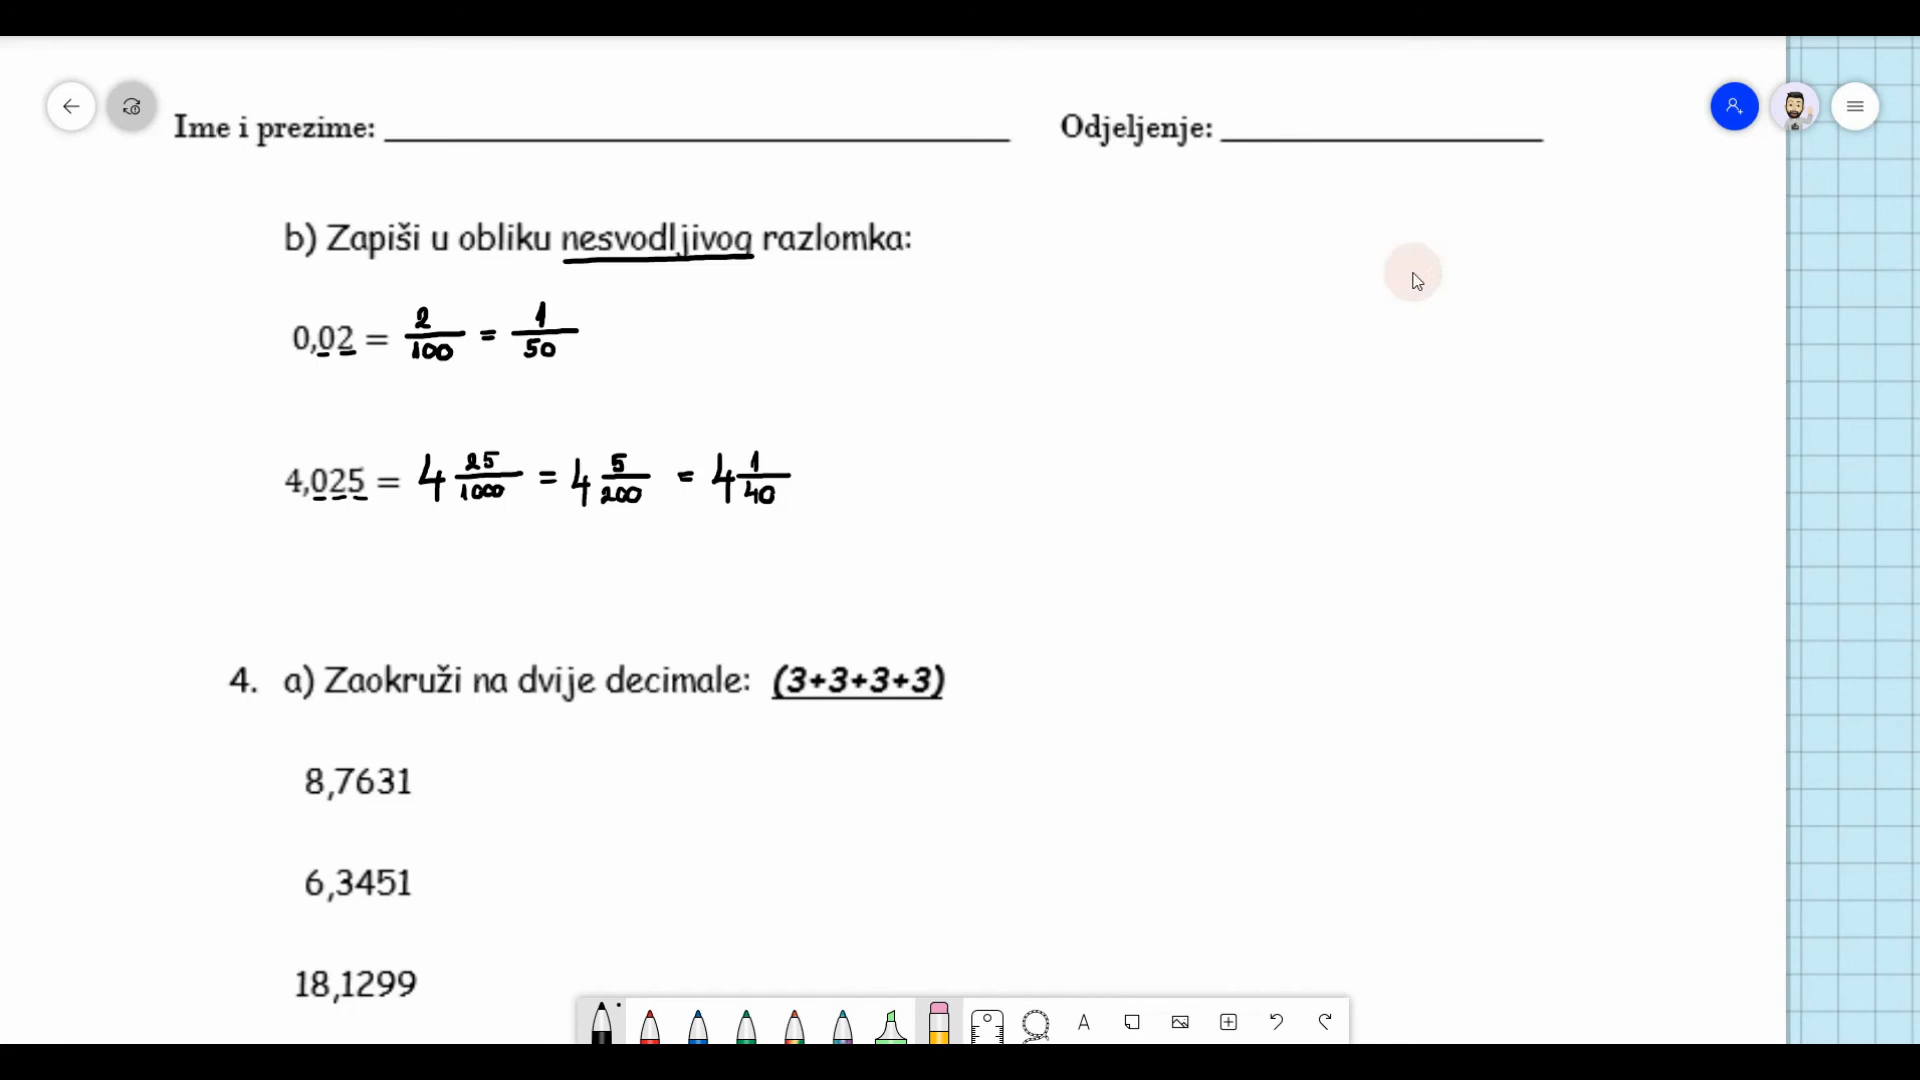 Ime i prezime: ____________ Odjeljenje: ____________
b) Zapiši u obliku nesvodljivog razlomka:
0,02 = 2/100 = 1/50
4,025 = 4 25/1000 = 4 5/200 = 4 1/40
4. a) Zaokruži na dvije decimale: (3+3+3+3)
8,7631
6,3451
18,1299
A